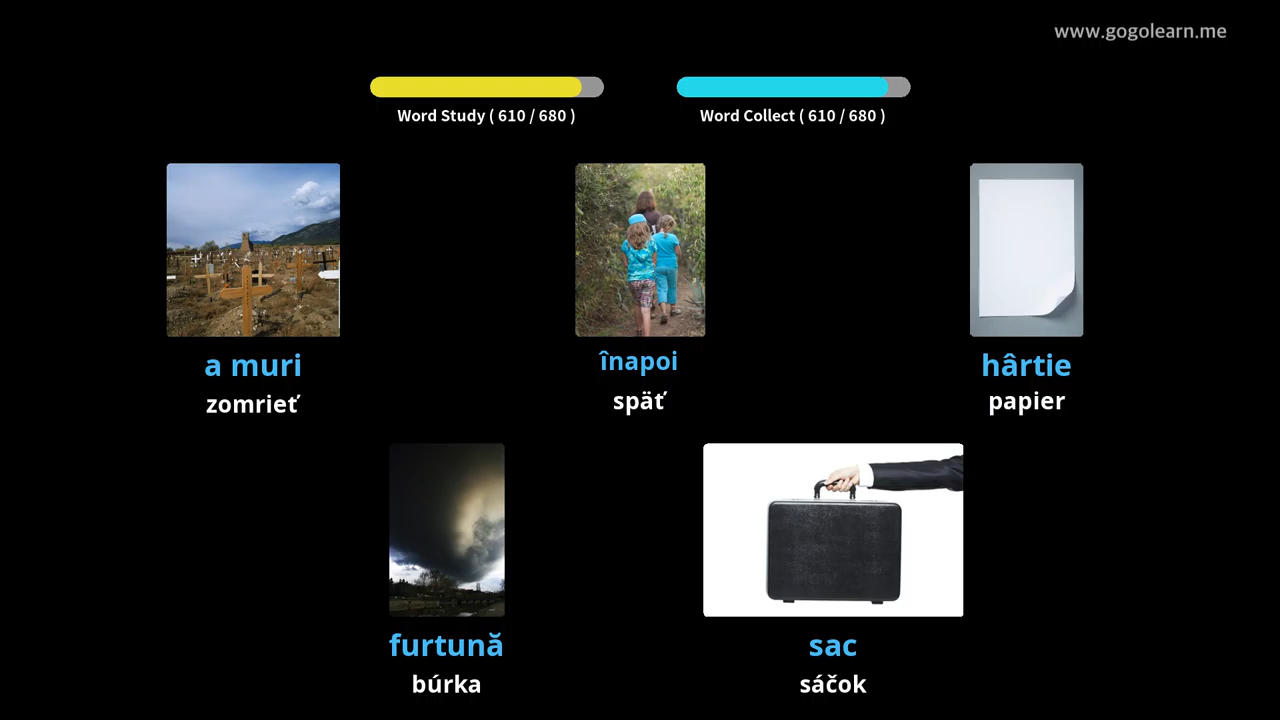 www.gogolearn.me
Word Study ( 610 / 680 )
Word Collect ( 610 / 680 )
a muri
zomrieť
înapoi
späť
hârtie
papier
furtună
búrka
sac
sáčok